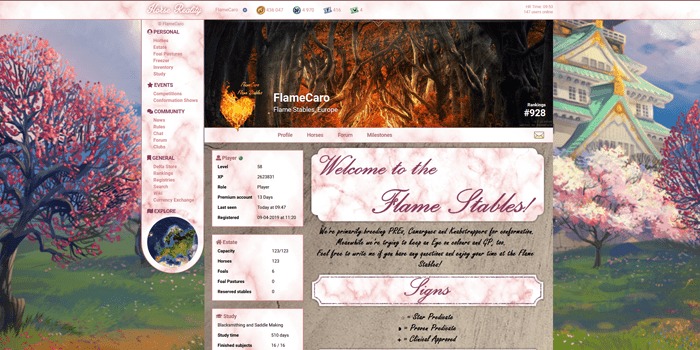 Horse Reality
FlameCaro
436.047
4.970
456
4
HR Time: 09:55
747 users online
FlameCaro
PERSONAL
Horses
Estate
Foal Pastures
Freezer
Inventory
Study
EVENTS
Competitions
Conformation Shows
COMMUNITY
News
Rules
Chat
Forum
Clubs
GENERAL
Delta Store
Rankings
Registries
Search
Wiki
Currency Exchange
EXPLORE
FlameCaro
Flame Stables
FlameCaro
Flame Stables, Europe
Rankings
#928
Profile
Horses
Forum
Milestones
Player
Level 58
XP 2623831
Role Player
Premium account 13 Days
Last seen Today at 09:47
Registered 09-04-2019 at 11:20
Estate
Capacity 123/123
Horses 123
Foals 6
Foal Pastures 0
Reserved stables 0
Study
Blacksmithing and Saddle Making
Study time 510 days
Finished subjects 16 / 16
Welcome to the
Flame Stables!
We're primarily breeding PREs, Camargues and Knabstruppers for conformation.
Meanwhile we're trying to keep an Eye on colours and GP, too.
Feel free to write me if you have any questions and enjoy your time at the Flame
Stables!
Signs
= Star Predicate
= Proven Predicate
+ = Clinical Approved